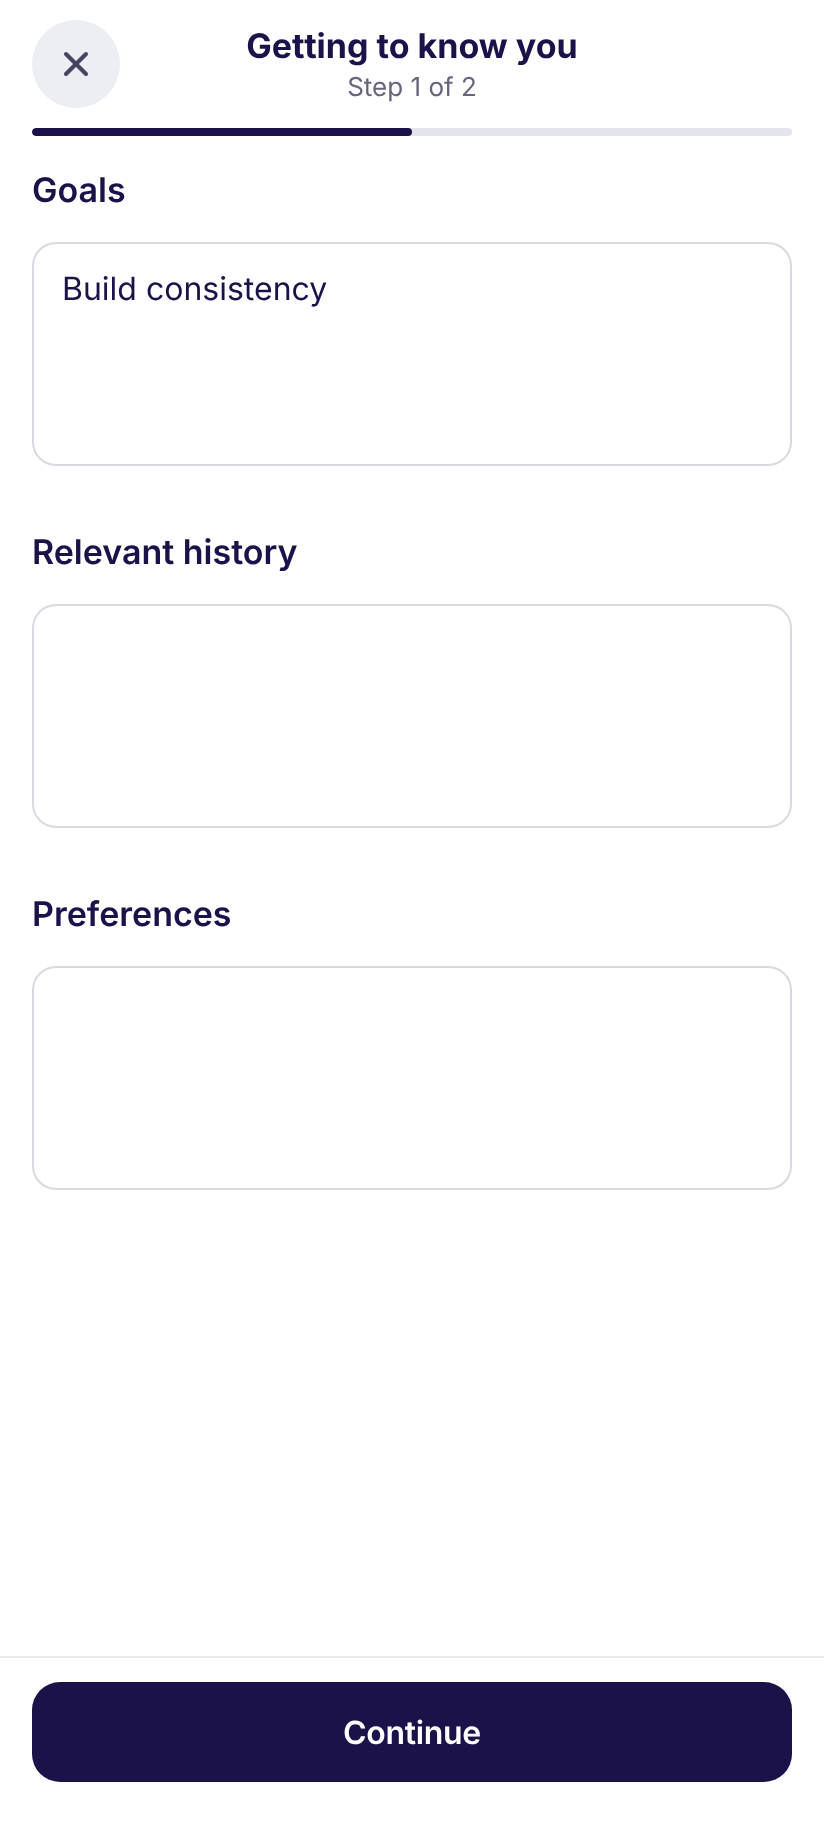 Getting to know you
Step 1 of 2
Goals
Build consistency
Relevant history
Preferences
Continue